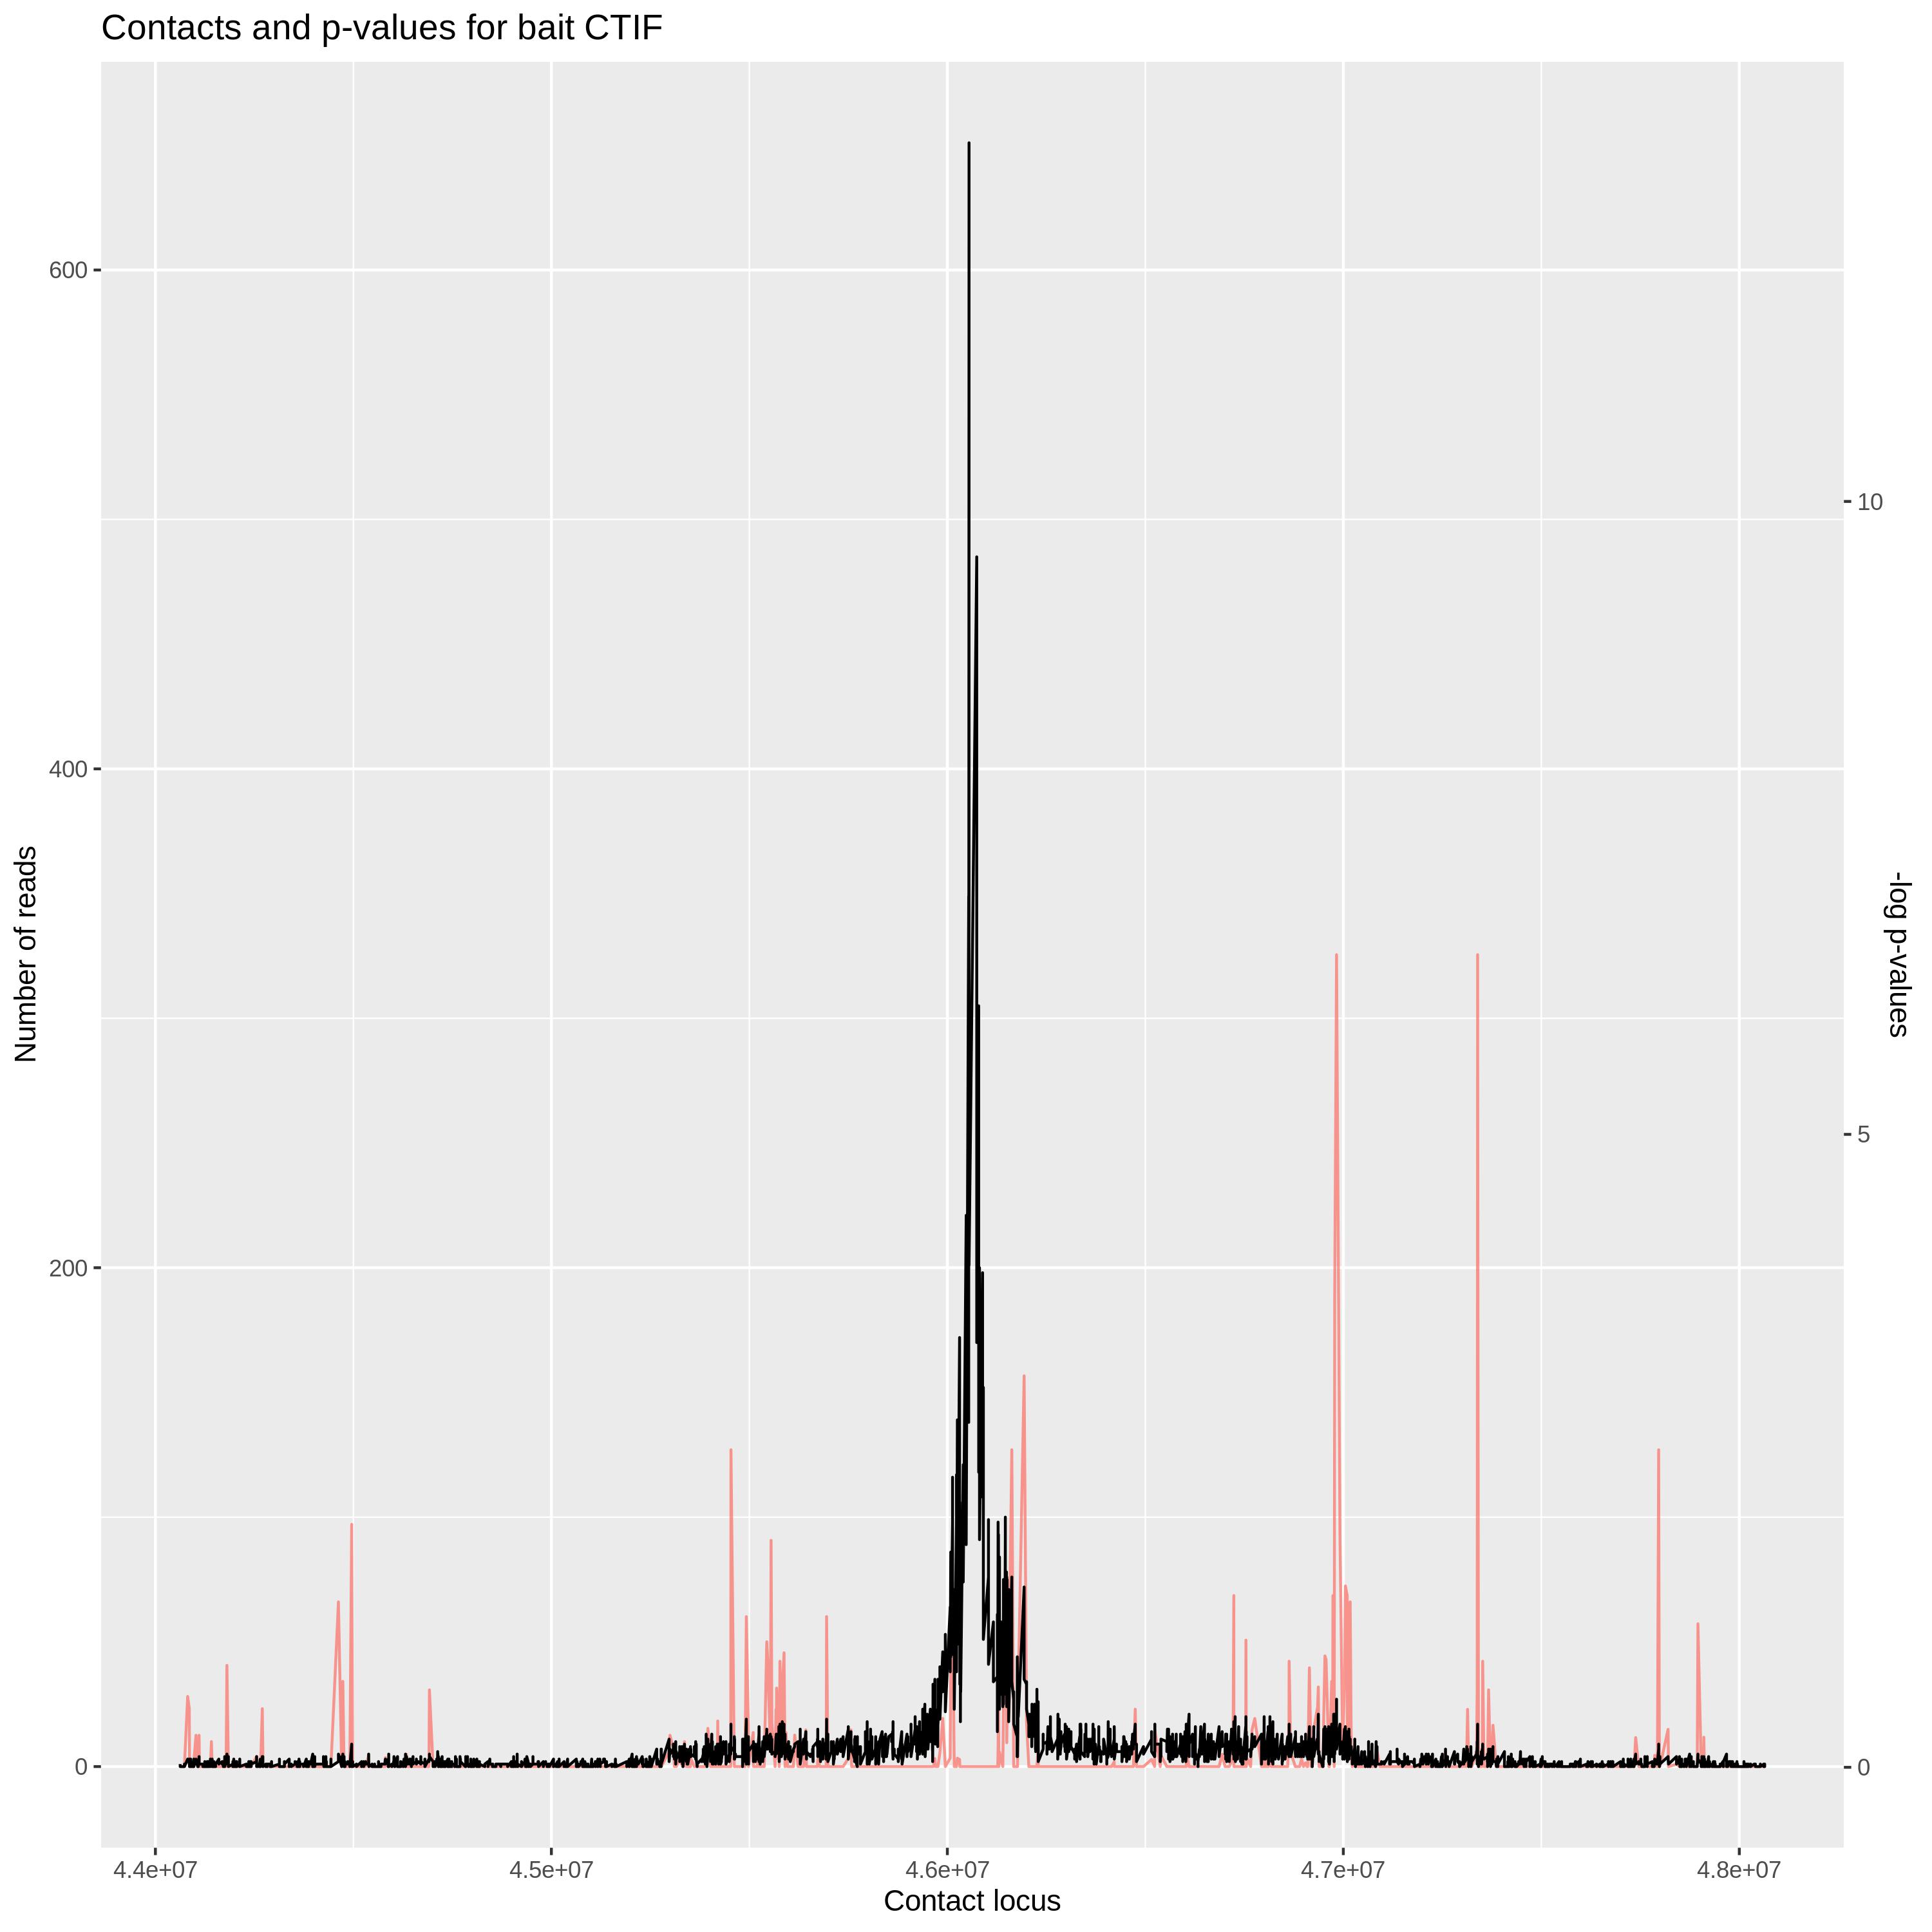 Contacts and p-values for bait CTIF
600
400
200
0
Number of reads
10
5
0
-log p-values
4.4e+07
4.5e+07
4.6e+07
4.7e+07
4.8e+07
Contact locus